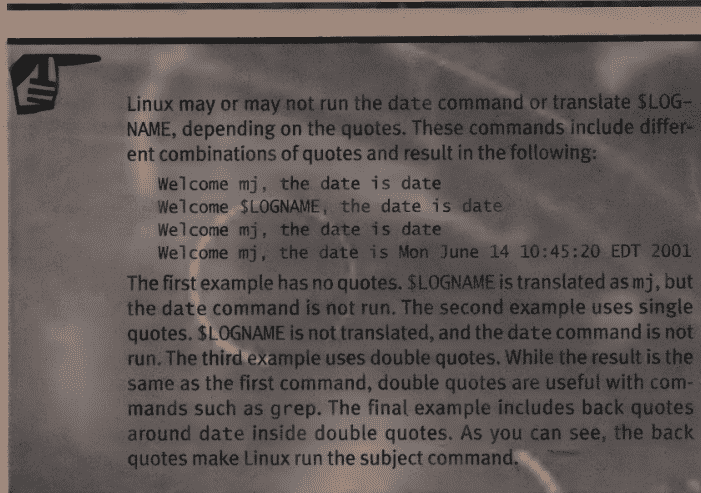 Linux may or may not run the date command or translate $LOG-
NAME, depending on the quotes. These commands include differ-
ent combinations of quotes and result in the following:
Welcome mj, the date is date
Welcome $LOGNAME, the date is date
Welcome mj, the date is date
Welcome mj, the date is Mon June 14 10:45:20 EDT 2001
The first example has no quotes. $LOGNAME is translated as mj, but
the date command is not run. The second example uses single
quotes. $LOGNAME is not translated, and the date command is not
run. The third example uses double quotes. While the result is the
same as the first command, double quotes are useful with com-
mands such as grep. The final example includes back quotes
around date inside double quotes. As you can see, the back
quotes make Linux run the subject command.